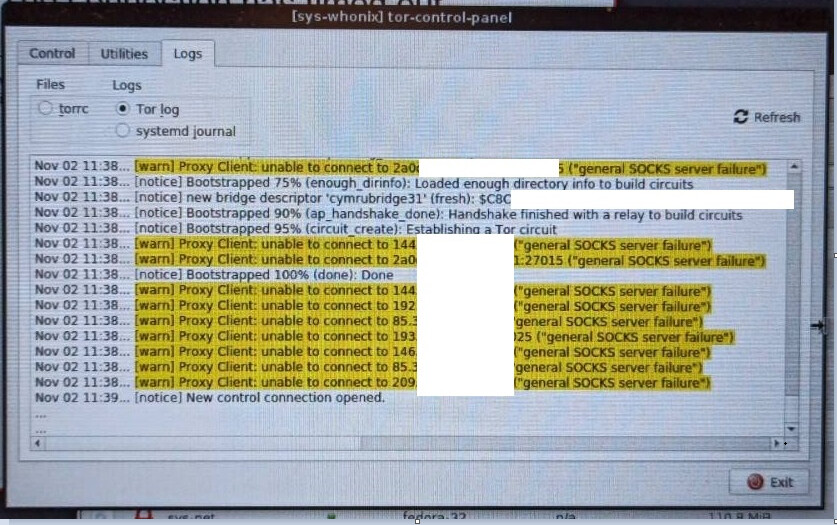 [sys-whonix] tor-control-panel
Control Utilities Logs
Files Logs
torrc Tor log
systemd journal
Refresh
Nov 02 11:38... [warn] Proxy Client: unable to connect to 2a0 ("general SOCKS server failure")
Nov 02 11:38... [notice] Bootstrapped 75% (enough_dirinfo): Loaded enough directory info to build circuits
Nov 02 11:38... [notice] new bridge descriptor 'cymrubridge31' (fresh): $C8C
Nov 02 11:38... [notice] Bootstrapped 90% (ap_handshake_done): Handshake finished with a relay to build circuits
Nov 02 11:38... [notice] Bootstrapped 95% (circuit_create): Establishing a Tor circuit
Nov 02 11:38... [warn] Proxy Client: unable to connect to 144 ("general SOCKS server failure")
Nov 02 11:38... [warn] Proxy Client: unable to connect to 2a0 1:27015 ("general SOCKS server failure")
Nov 02 11:38... [notice] Bootstrapped 100% (done): Done
Nov 02 11:38... [warn] Proxy Client: unable to connect to 144 "general SOCKS server failure")
Nov 02 11:38... [warn] Proxy Client: unable to connect to 192 "general SOCKS server failure")
Nov 02 11:38... [warn] Proxy Client: unable to connect to 85.3 "general SOCKS server failure")
Nov 02 11:38... [warn] Proxy Client: unable to connect to 193 025 ("general SOCKS server failure")
Nov 02 11:38... [warn] Proxy Client: unable to connect to 146 "general SOCKS server failure")
Nov 02 11:38... [warn] Proxy Client: unable to connect to 85.3 "general SOCKS server failure")
Nov 02 11:38... [warn] Proxy Client: unable to connect to 209 "general SOCKS server failure")
Nov 02 11:39... [notice] New control connection opened.
...
...
Exit
sys-net fedora-32 n/a 110.8 MiB